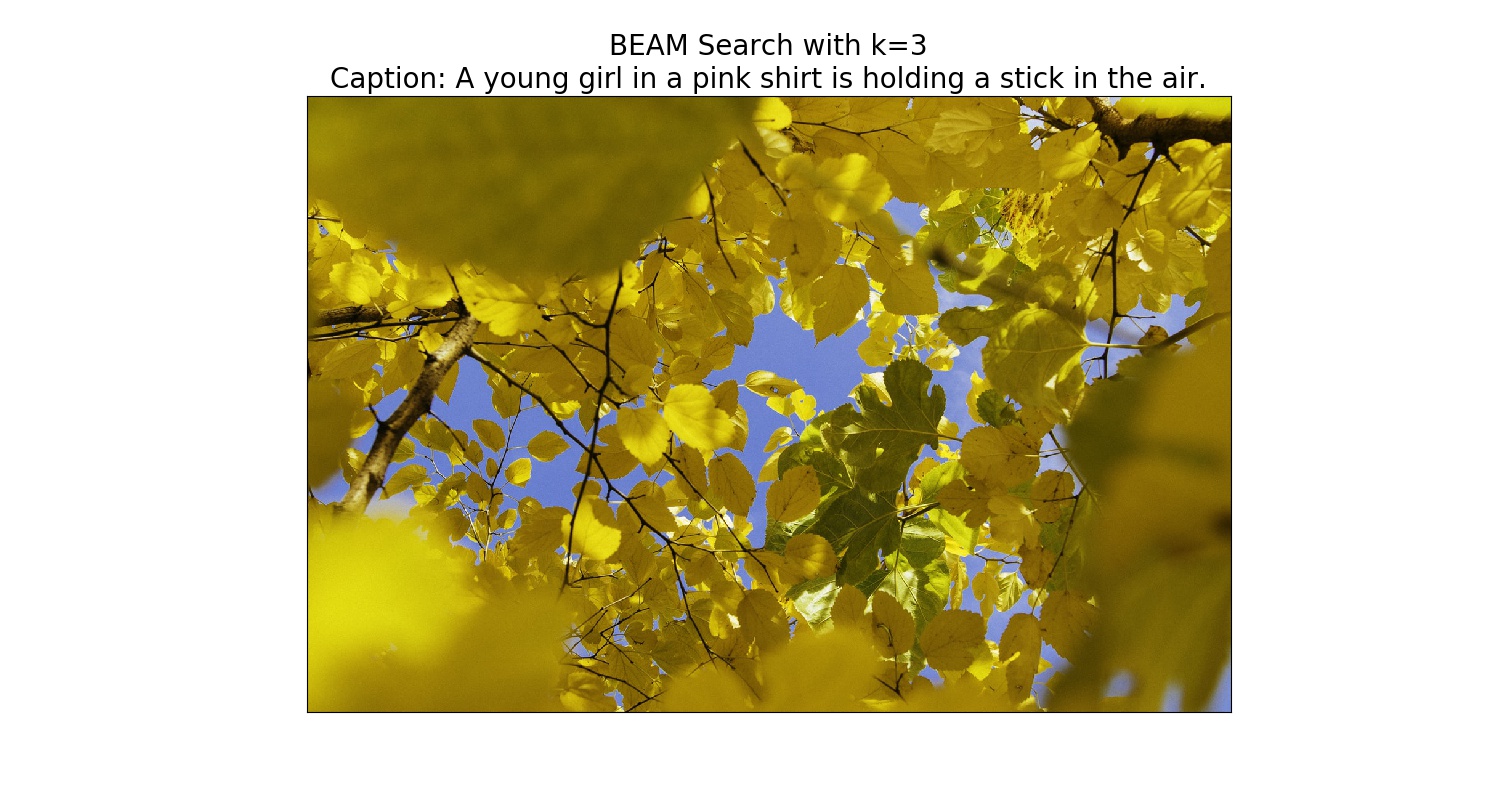 BEAM Search with k=3
Caption: A young girl in a pink shirt is holding a stick in the air.